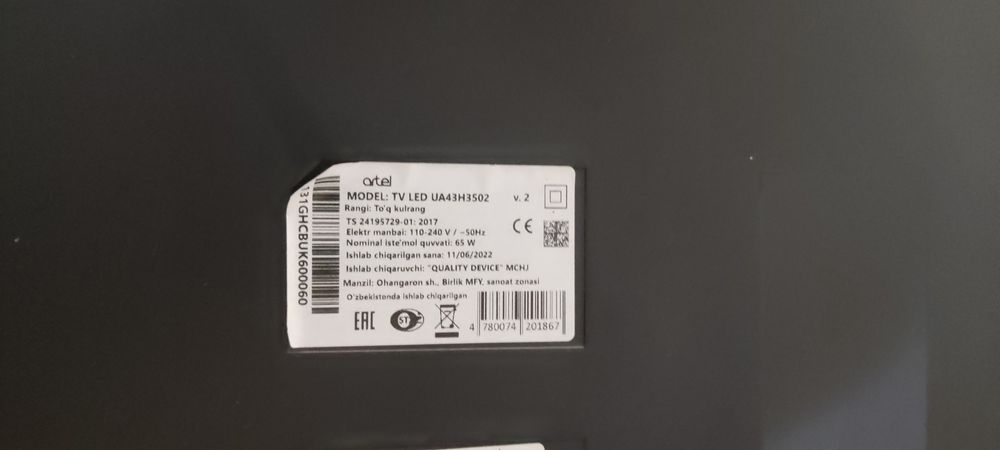 artel
MODEL: TV LED UA43H3502 v. 2
Rangi: To'q kulrang
TS 24195729-01: 2017
Elektr manbai: 110-240 V / ~50Hz
Nominal iste'mol quvvati: 65 W
Ishlab chiqarilgan sana: 11/06/2022
Ishlab chiqaruvchi: "QUALITY DEVICE" MCHJ
Manzil: Ohangaron sh., Birlik MFY, sanoat zonasi
O'zbekistonda ishlab chiqarilgan
CE
EAC
ST
4 780074 201867
131GHCBUK600060